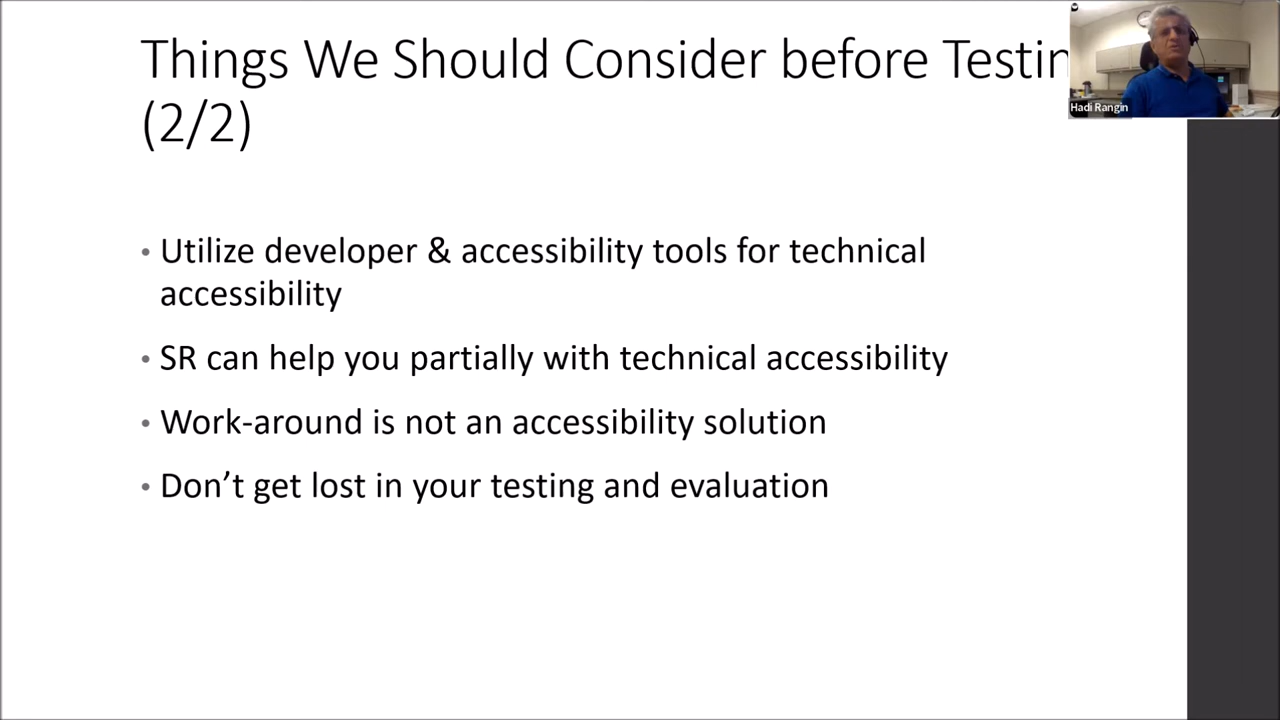 Things We Should Consider before Testin
(2/2)
Hadi Rangin
• Utilize developer & accessibility tools for technical
accessibility
• SR can help you partially with technical accessibility
• Work-around is not an accessibility solution
• Don’t get lost in your testing and evaluation